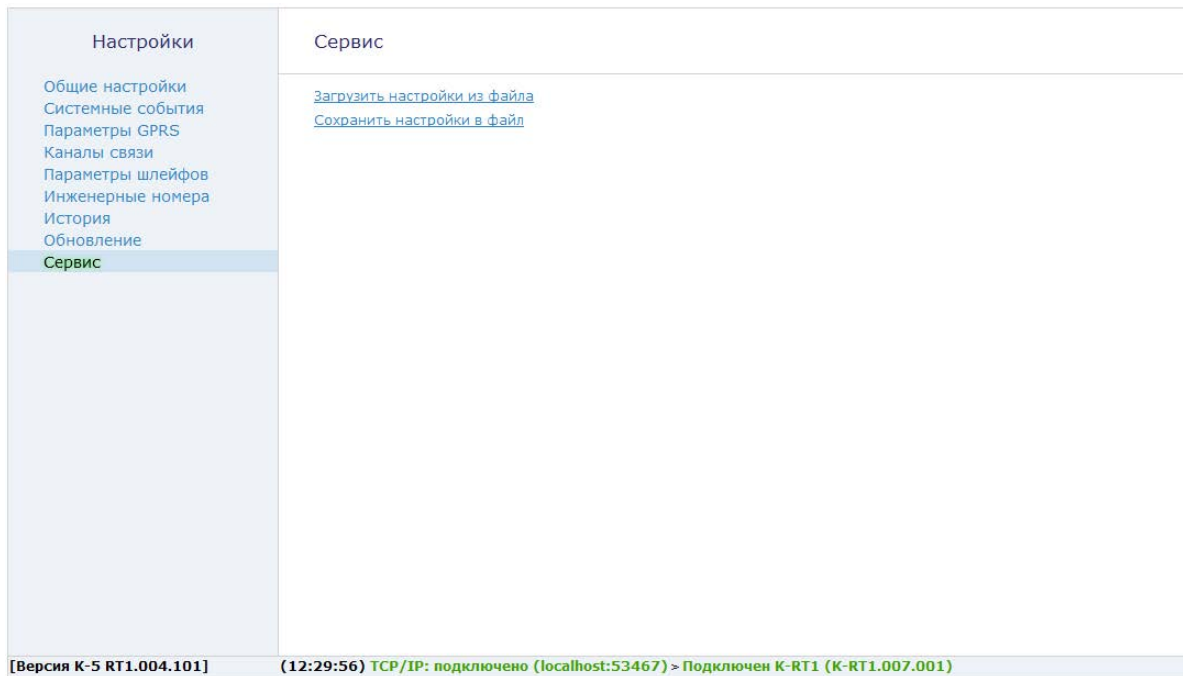 Настройки
Общие настройки
Системные события
Параметры GPRS
Каналы связи
Параметры шлейфов
Инженерные номера
История
Обновление
Сервис
Сервис
Загрузить настройки из файла
Сохранить настройки в файл
[Версия K-5 RT1.004.101] (12:29:56) TCP/IP: подключено (localhost:53467) > Подключен K-RT1 (K-RT1.007.001)